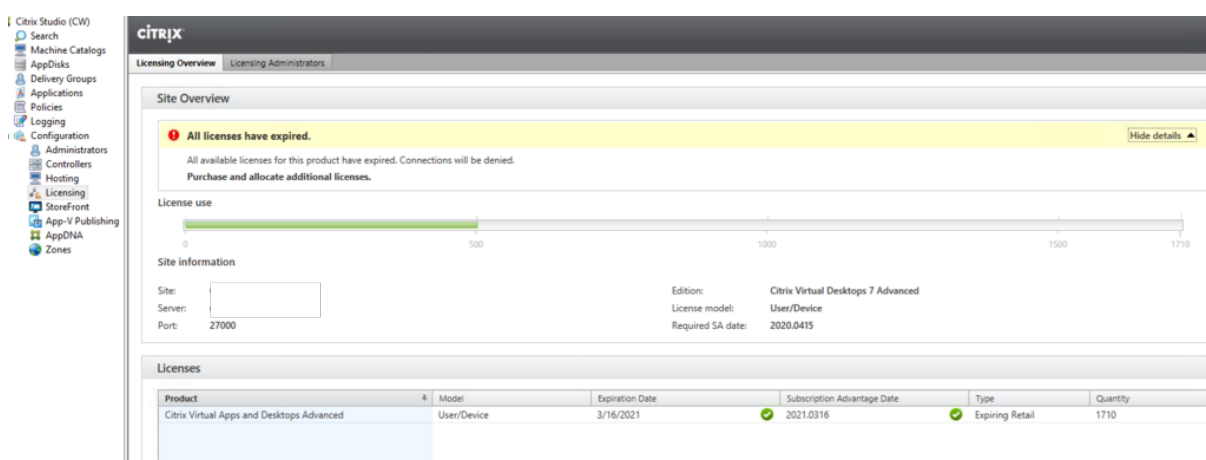 Citrix Studio (CW)
Search
Machine Catalogs
AppDisks
Delivery Groups
Applications
Policies
Logging
Configuration
Administrators
Controllers
Hosting
Licensing
StoreFront
App-V Publishing
AppDNA
Zones
CİTRIX
Licensing Overview Licensing Administrators
Site Overview
All licenses have expired. Hide details
All available licenses for this product have expired. Connections will be denied.
Purchase and allocate additional licenses.
License use
0 500 1000 1500 1710
Site information
Site: Edition: Citrix Virtual Desktops 7 Advanced
Server: License model: User/Device
Port: 27000 Required SA date: 2020.0415
Licenses
Product Model Expiration Date Subscription Advantage Date Type Quantity
Citrix Virtual Apps and Desktops Advanced User/Device 3/16/2021 2021.0316 Expiring Retail 1710